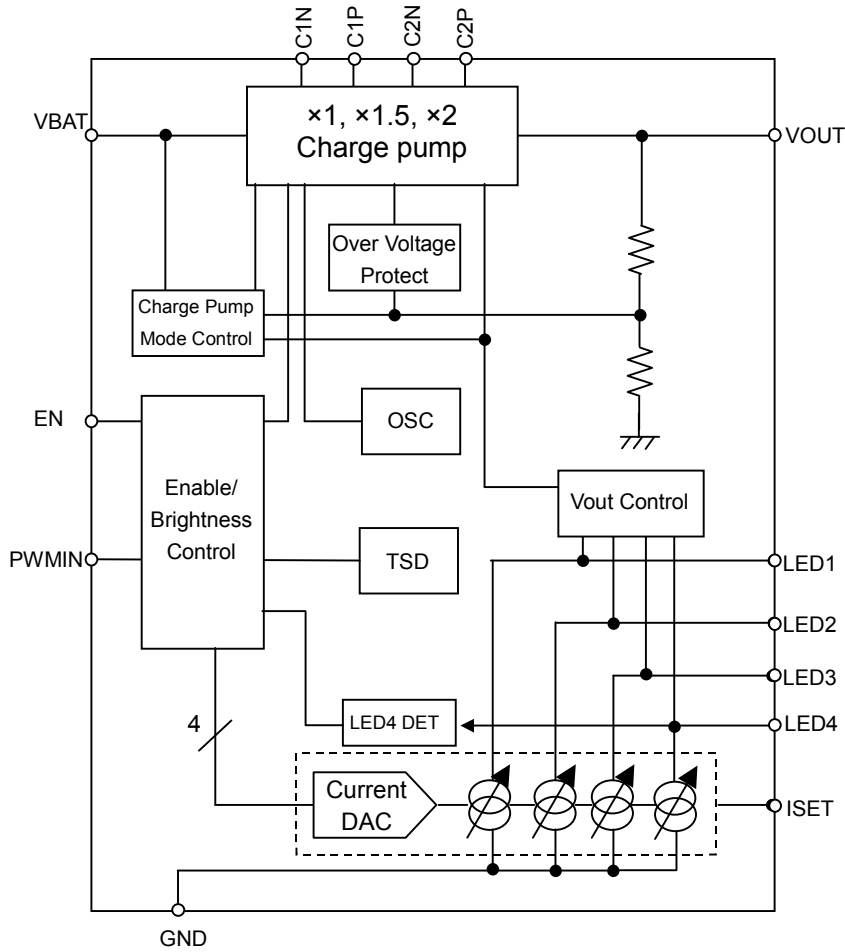 C1N
C1P
C2N
C2P
×1, ×1.5, ×2
Charge pump
VBAT
VOUT
Over Voltage
Protect
Charge Pump
Mode Control
EN
OSC
Enable/
Brightness
Control
Vout Control
PWMIN
TSD
LED1
LED2
LED3
4
LED4 DET
LED4
Current
DAC
ISET
GND